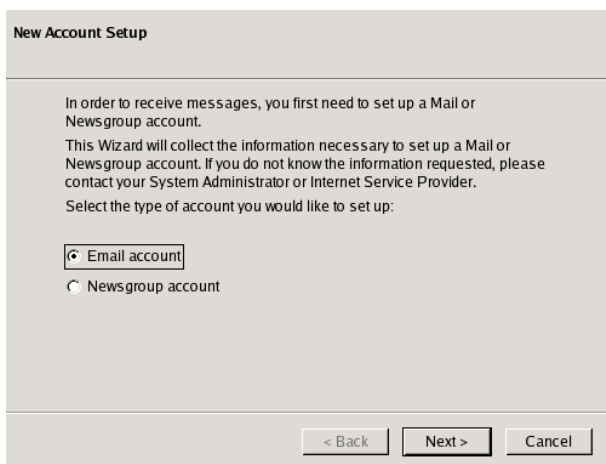 New Account Setup
In order to receive messages, you first need to set up a Mail or
Newsgroup account.
This Wizard will collect the information necessary to set up a Mail or
Newsgroup account. If you do not know the information requested, please
contact your System Administrator or Internet Service Provider.
Select the type of account you would like to set up:
Email account
Newsgroup account
< Back Next > Cancel